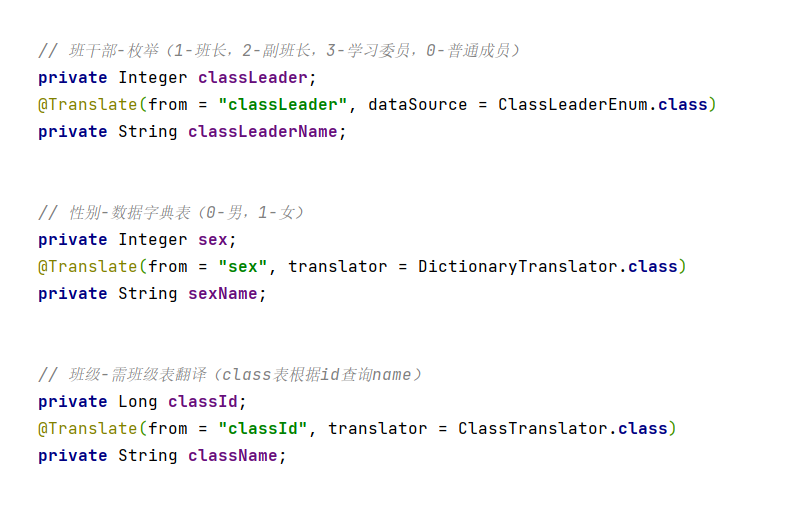 // 班干部-枚举（1-班长，2-副班长，3-学习委员，0-普通成员）
private Integer classLeader;
@Translate(from = "classLeader", dataSource = ClassLeaderEnum.class)
private String classLeaderName;
// 性别-数据字典表（0-男，1-女）
private Integer sex;
@Translate(from = "sex", translator = DictionaryTranslator.class)
private String sexName;
// 班级-需班级表翻译（class表根据id查询name）
private Long classId;
@Translate(from = "classId", translator = ClassTranslator.class)
private String className;